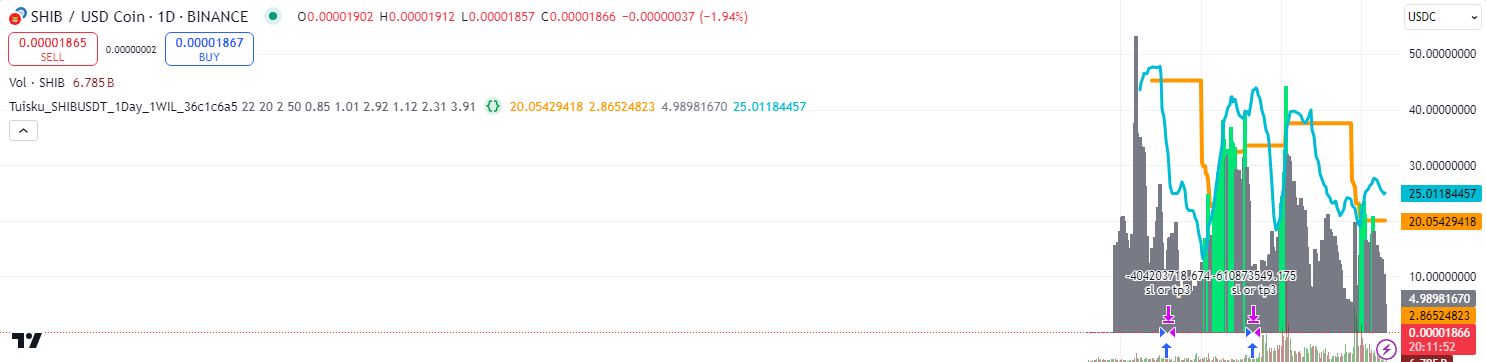 SHIB / USD Coin · 1D · BINANCE O0.00001902 H0.00001912 L0.00001857 C0.00001866 −0.00000037 (−1.94%)
USDC
0.00001865
SELL
0.00000002
0.00001867
BUY
Vol · SHIB 6.785 B
Tuisku_SHIBUSDT_1Day_1WIL_36c1c6a5 22 20 2 50 0.85 1.01 2.92 1.12 2.31 3.91 {} 20.05429418 2.86524823 4.98981670 25.01184457
50.00000000
40.00000000
30.00000000
25.01184457
20.05429418
10.00000000
-404203718.674
-610873549.175
sl or tp3
sl or tp3
4.98981670
2.86524823
0.00001866
20:11:52
6.785 B